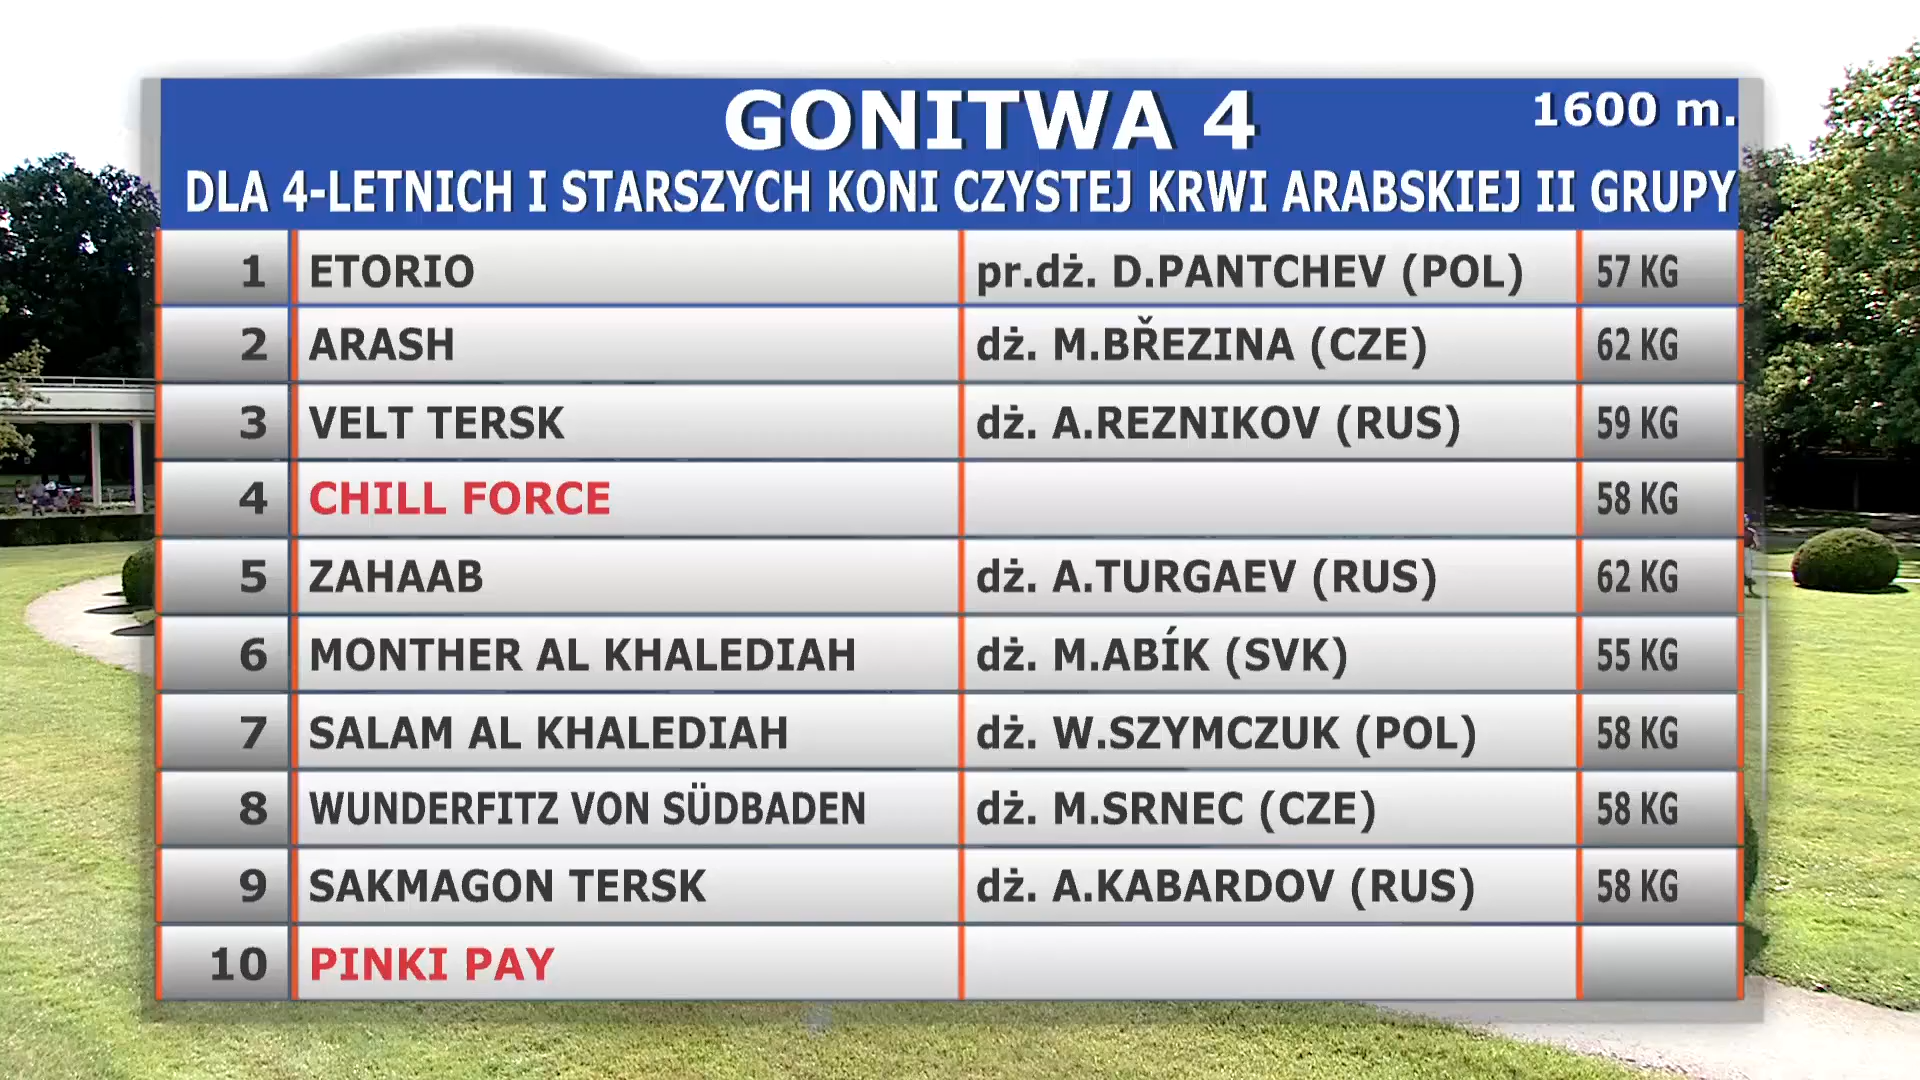 GONITWA 4 1600 m.
DLA 4-LETNICH I STARSZYCH KONI CZYSTEJ KRWI ARABSKIEJ II GRUPY
1 ETORIO pr.dż. D.PANTCHEV (POL) 57 KG
2 ARASH dż. M.BŘEZINA (CZE) 62 KG
3 VELT TERSK dż. A.REZNIKOV (RUS) 59 KG
4 CHILL FORCE 58 KG
5 ZAHAAB dż. A.TURGAEV (RUS) 62 KG
6 MONTHER AL KHALEDIAH dż. M.ABÍK (SVK) 55 KG
7 SALAM AL KHALEDIAH dż. W.SZYMCZUK (POL) 58 KG
8 WUNDERFITZ VON SÜDBADEN dż. M.SRNEC (CZE) 58 KG
9 SAKMAGON TERSK dż. A.KABARDOV (RUS) 58 KG
10 PINKI PAY